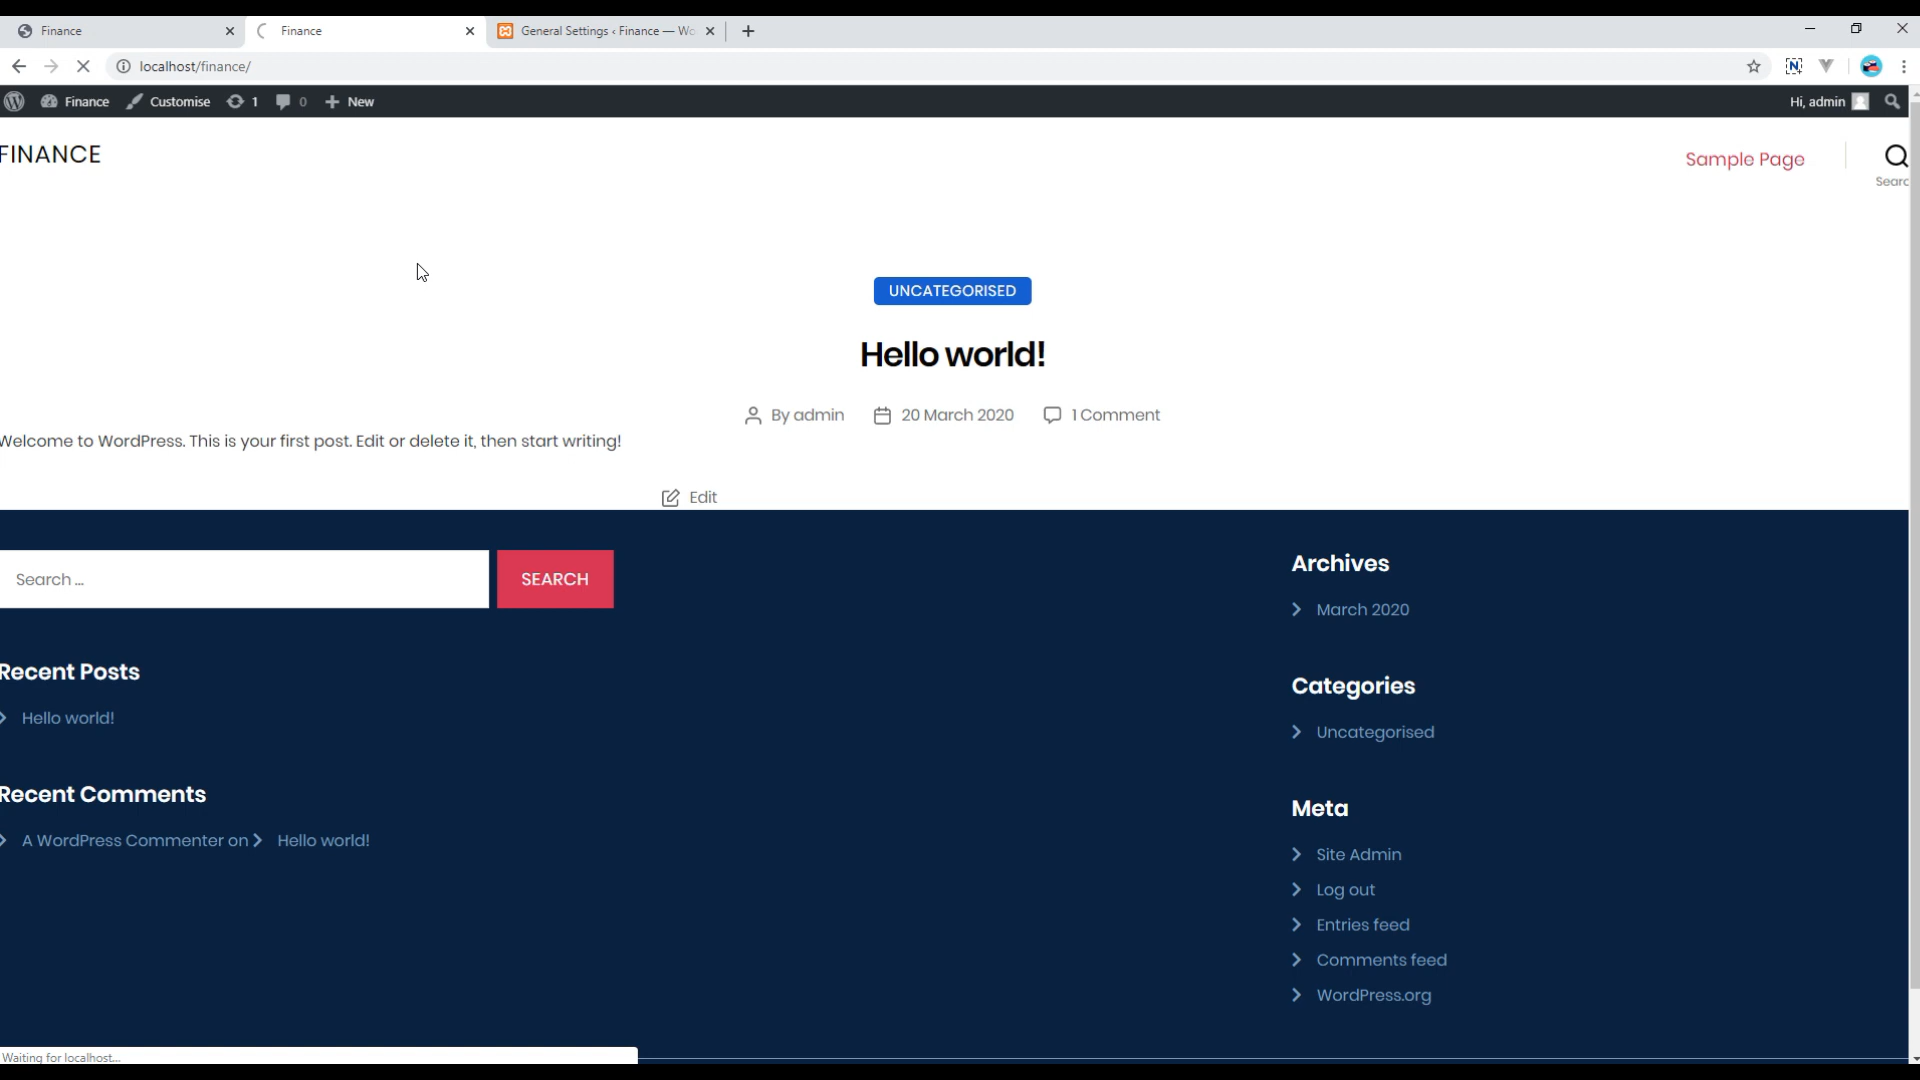 Finance
Finance
General Settings ‹ Finance — Wo
localhost/finance/
Finance
Customise
1
0
New
Hi, admin
FINANCE
Sample Page
Searc
UNCATEGORISED
Hello world!
By admin
20 March 2020
1 Comment
Welcome to WordPress. This is your first post. Edit or delete it, then start writing!
Edit
Search …
SEARCH
Recent Posts
Hello world!
Recent Comments
A WordPress Commenter on
Hello world!
Archives
March 2020
Categories
Uncategorised
Meta
Site Admin
Log out
Entries feed
Comments feed
WordPress.org
Waiting for localhost...